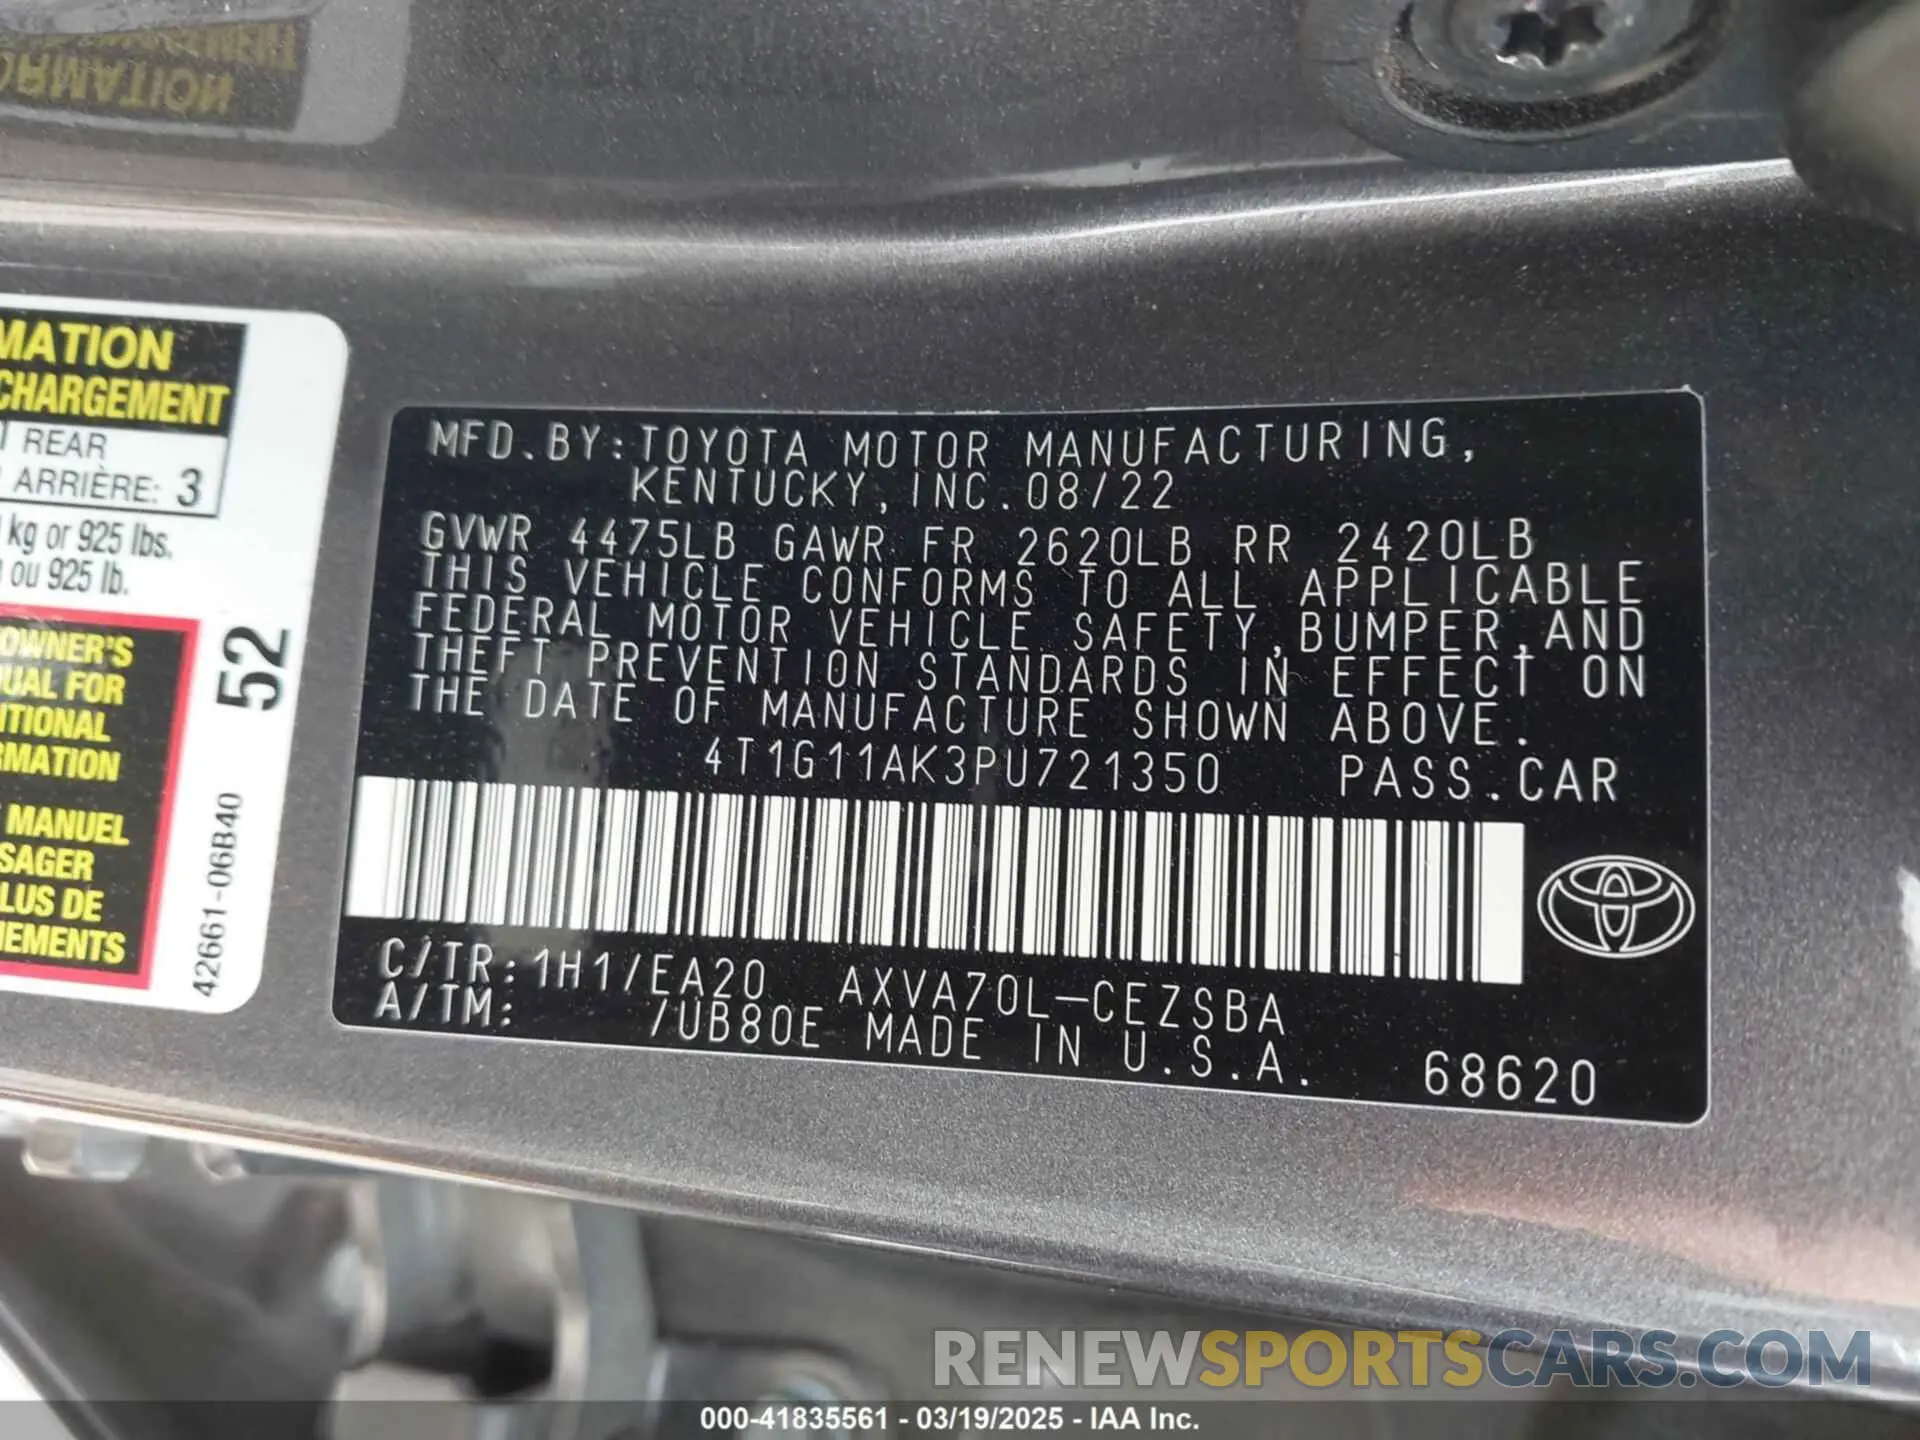 MATION
CHARGEMENT
REAR
ARRIÈRE: 3
kg or 925 lbs.
ou 925 lb.
OWNER'S
UAL FOR
ITIONAL
RMATION
MANUEL
SAGER
LUS DE
EMENTS
52
42661-06B40
MFD.BY:TOYOTA MOTOR MANUFACTURING,
KENTUCKY,INC.08/22
GVWR 4475LB GAWR FR 2620LB RR 2420LB
THIS VEHICLE CONFORMS TO ALL APPLICABLE
FEDERAL MOTOR VEHICLE SAFETY,BUMPER,AND
THEFT PREVENTION STANDARDS IN EFFECT ON
THE DATE OF MANUFACTURE SHOWN ABOVE.
4T1G11AK3PU721350 PASS.CAR
C/TR:1H1/EA20 AXVA70L-CEZSBA
A/TM: /UB80E MADE IN U.S.A.
68620
RENEWSPORTSCARS.COM
000-41835561 - 03/19/2025 - IAA Inc.